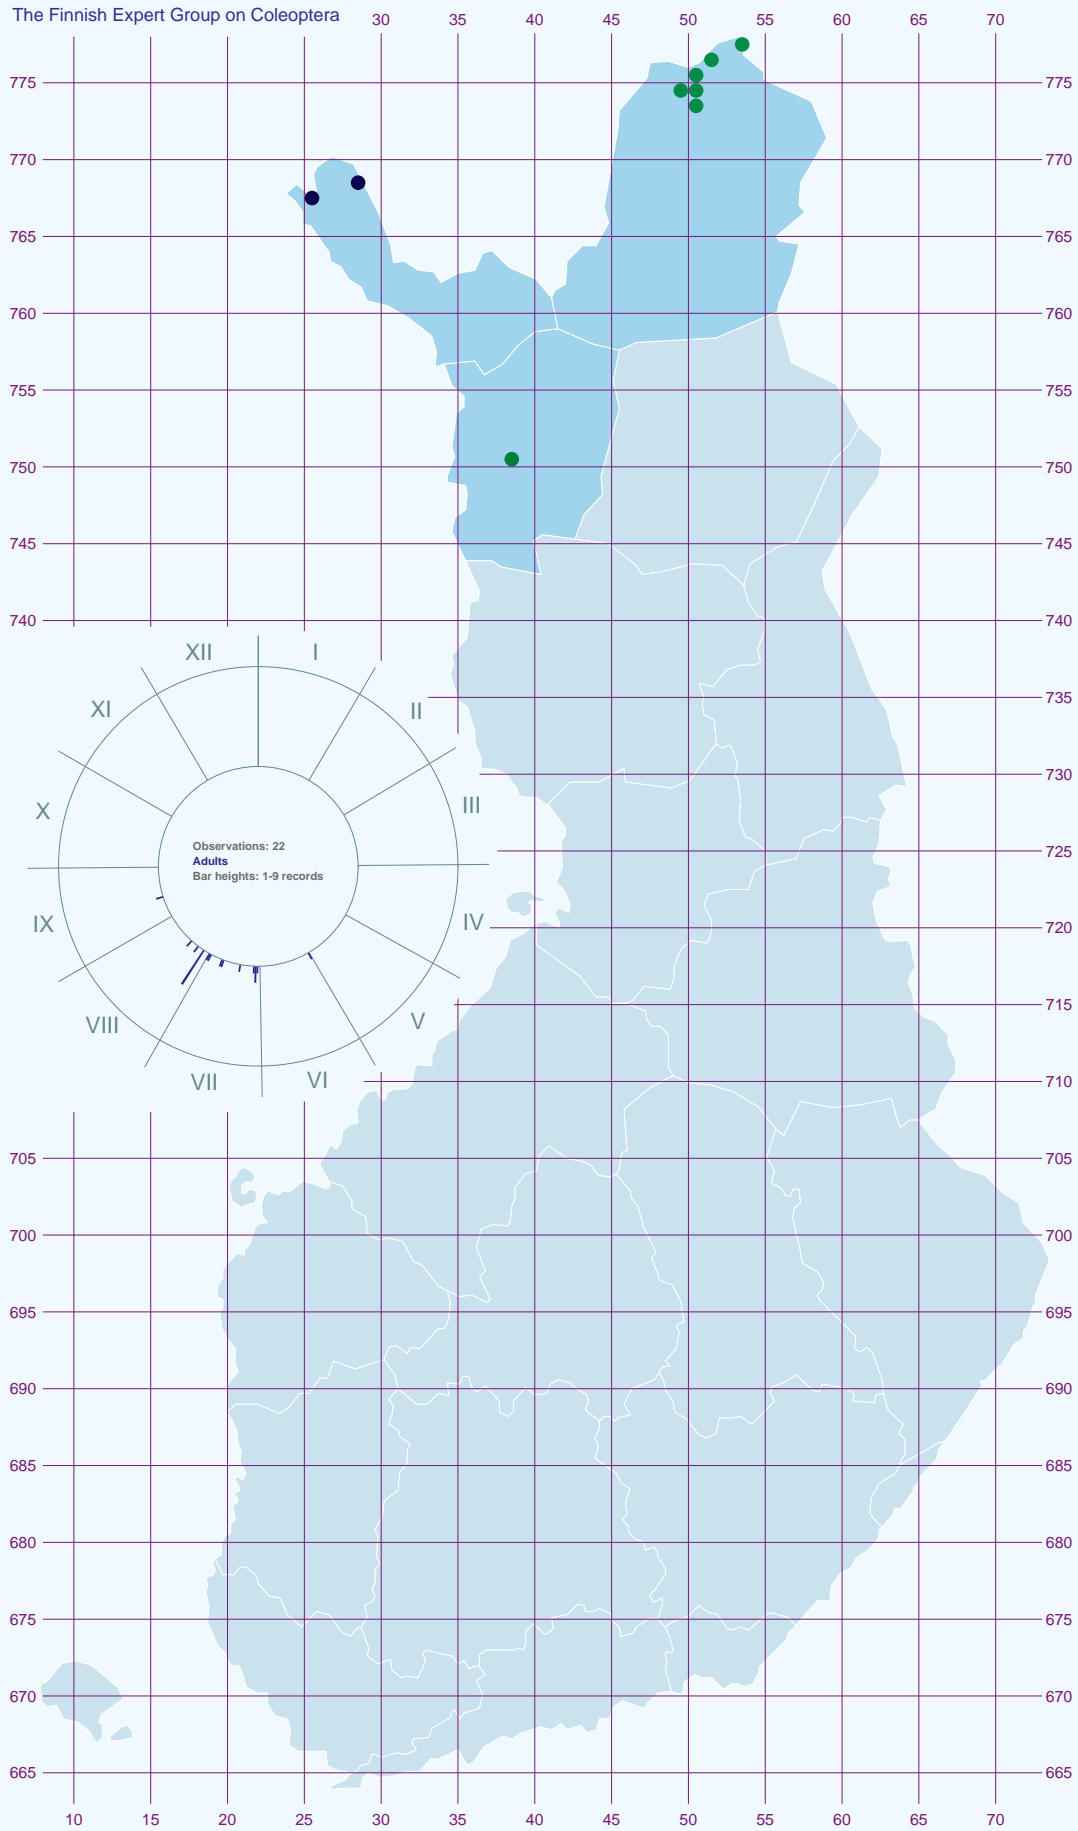 The Finnish Expert Group on Coleoptera
30 35 40 45 50 55 60 65 70
775 775
770 770
765 765
760 760
755 755
750 750
745 745
740 740
735
730
725
720
715
710
705 705
700 700
695 695
690 690
685 685
680 680
675 675
670 670
665 665
10 15 20 25 30 35 40 45 50 55 60 65 70
XII I
XI II
X III
IX IV
VIII V
VII VI
Observations: 22
Adults
Bar heights: 1-9 records